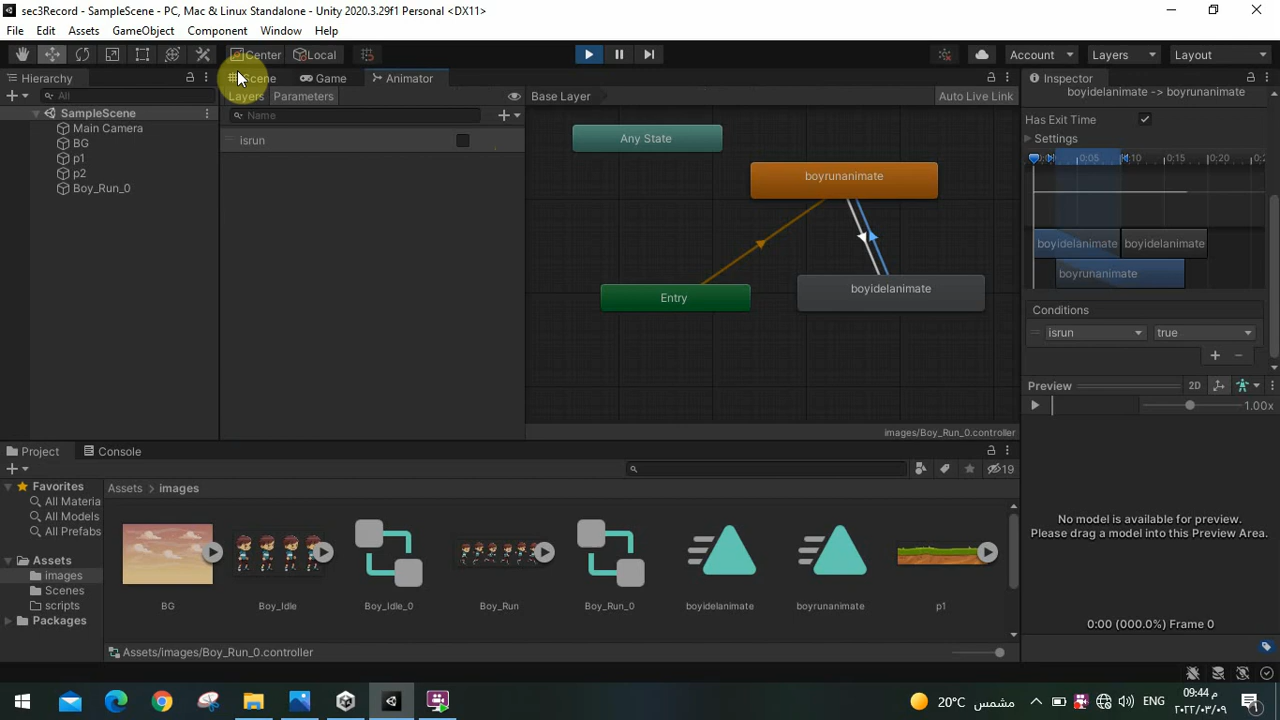 sec3Record - SampleScene - PC, Mac & Linux Standalone - Unity 2020.3.29f1 Personal <DX11>
File Edit Assets GameObject Component Window Help
Center Local Account Layers Layout
Hierarchy Scene Game Animator Inspector
All Layers Parameters Base Layer Auto Live Link boyidelanimate -> boyrunanimate
SampleScene Name
Main Camera
BG
p1
p2
Boy_Run_0
isrun
Any State
boyrunanimate
Entry
boyidelanimate
images/Boy_Run_0.controller
Has Exit Time
Settings
0:05 0:10 0:15 0:20
boyidelanimate boyidelanimate
boyrunanimate
Conditions
isrun true
Preview 2D
1.00x
No model is available for preview.
Please drag a model into this Preview Area.
0:00 (000.0%) Frame 0
Project Console
19
Favorites
All Materia
All Models
All Prefabs
Assets
images
Scenes
scripts
Packages
Assets > images
BG Boy_Idle Boy_Idle_0 Boy_Run Boy_Run_0 boyidelanimate boyrunanimate p1
Assets/images/Boy_Run_0.controller
20°C مشمس ENG
م 09:44
٢٠٢٢/٠٣/٠٩
1